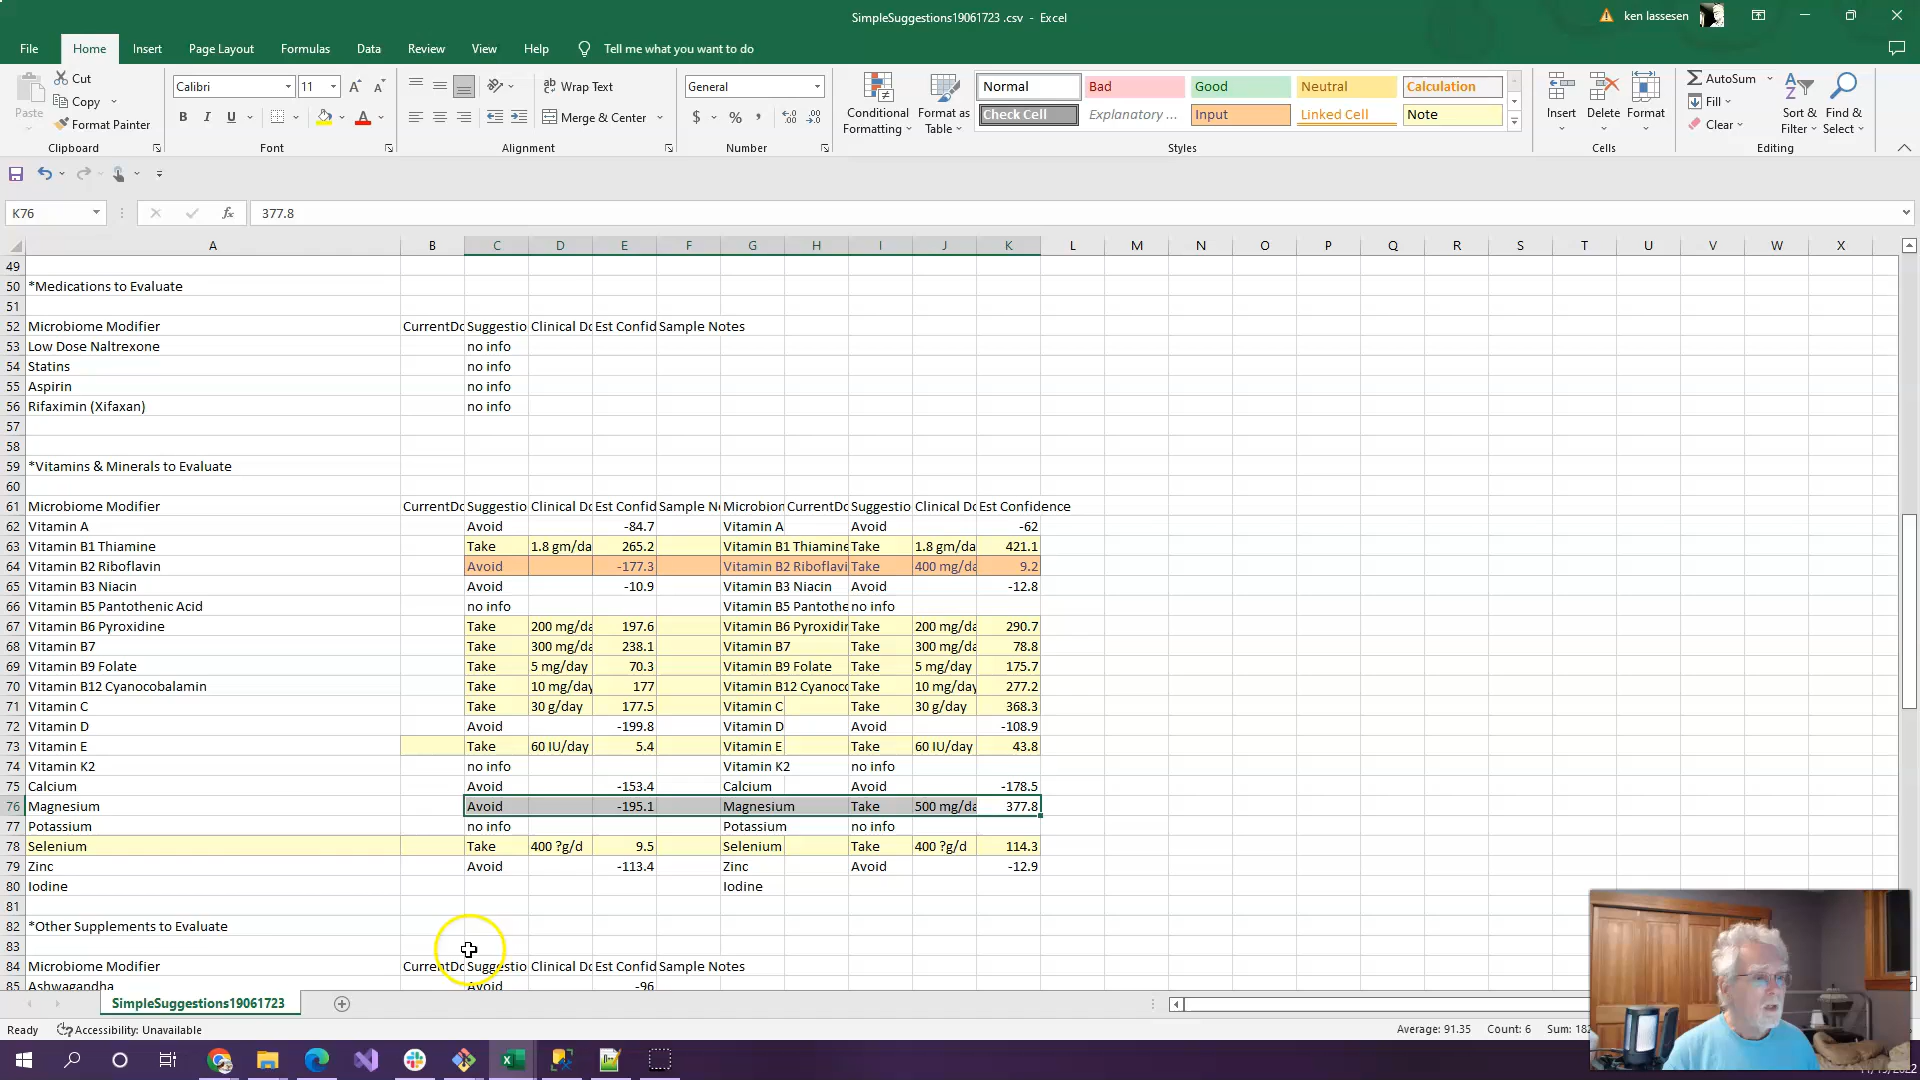 SimpleSuggestions19061723 .csv - Excel
ken lassesen
File Home Insert Page Layout Formulas Data Review View Help Tell me what you want to do
Paste
Cut
Copy
Format Painter
Clipboard
Calibri 11
B I U
Font
Wrap Text
Merge & Center
Alignment
General
$ % ,
Number
Conditional Formatting
Format as Table
Normal Bad Good Neutral Calculation
Check Cell Explanatory ... Input Linked Cell Note
Styles
Insert Delete Format
Cells
AutoSum
Fill
Clear
Sort & Filter
Find & Select
Editing
K76 fx 377.8
A B C D E F G H I J K L M N O P Q R S T U V W X
49
50 *Medications to Evaluate
51
52 Microbiome Modifier CurrentDo Suggestio Clinical Do Est Confid Sample Notes
53 Low Dose Naltrexone no info
54 Statins no info
55 Aspirin no info
56 Rifaximin (Xifaxan) no info
57
58
59 *Vitamins & Minerals to Evaluate
60
61 Microbiome Modifier CurrentDo Suggestio Clinical Do Est Confid Sample No Microbion CurrentDo Suggestio Clinical Do Est Confidence
62 Vitamin A Avoid -84.7 Vitamin A Avoid -62
63 Vitamin B1 Thiamine Take 1.8 gm/da 265.2 Vitamin B1 Thiamine Take 1.8 gm/da 421.1
64 Vitamin B2 Riboflavin Avoid -177.3 Vitamin B2 Riboflavi Take 400 mg/da 9.2
65 Vitamin B3 Niacin Avoid -10.9 Vitamin B3 Niacin Avoid -12.8
66 Vitamin B5 Pantothenic Acid no info Vitamin B5 Pantothe no info
67 Vitamin B6 Pyroxidine Take 200 mg/da 197.6 Vitamin B6 Pyroxidin Take 200 mg/da 290.7
68 Vitamin B7 Take 300 mg/da 238.1 Vitamin B7 Take 300 mg/da 78.8
69 Vitamin B9 Folate Take 5 mg/day 70.3 Vitamin B9 Folate Take 5 mg/day 175.7
70 Vitamin B12 Cyanocobalamin Take 10 mg/day 177 Vitamin B12 Cyanoco Take 10 mg/day 277.2
71 Vitamin C Take 30 g/day 177.5 Vitamin C Take 30 g/day 368.3
72 Vitamin D Avoid -199.8 Vitamin D Avoid -108.9
73 Vitamin E Take 60 IU/day 5.4 Vitamin E Take 60 IU/day 43.8
74 Vitamin K2 no info Vitamin K2 no info
75 Calcium Avoid -153.4 Calcium Avoid -178.5
76 Magnesium Avoid -195.1 Magnesium Take 500 mg/da 377.8
77 Potassium no info Potassium no info
78 Selenium Take 400 ?g/d 9.5 Selenium Take 400 ?g/d 114.3
79 Zinc Avoid -113.4 Zinc Avoid -12.9
80 Iodine Iodine
81
82 *Other Supplements to Evaluate
83
84 Microbiome Modifier CurrentDo Suggestio Clinical Do Est Confid Sample Notes
85 Ashwagandha Avoid -96
SimpleSuggestions19061723
Ready Accessibility: Unavailable Average: 91.35 Count: 6 Sum: 182